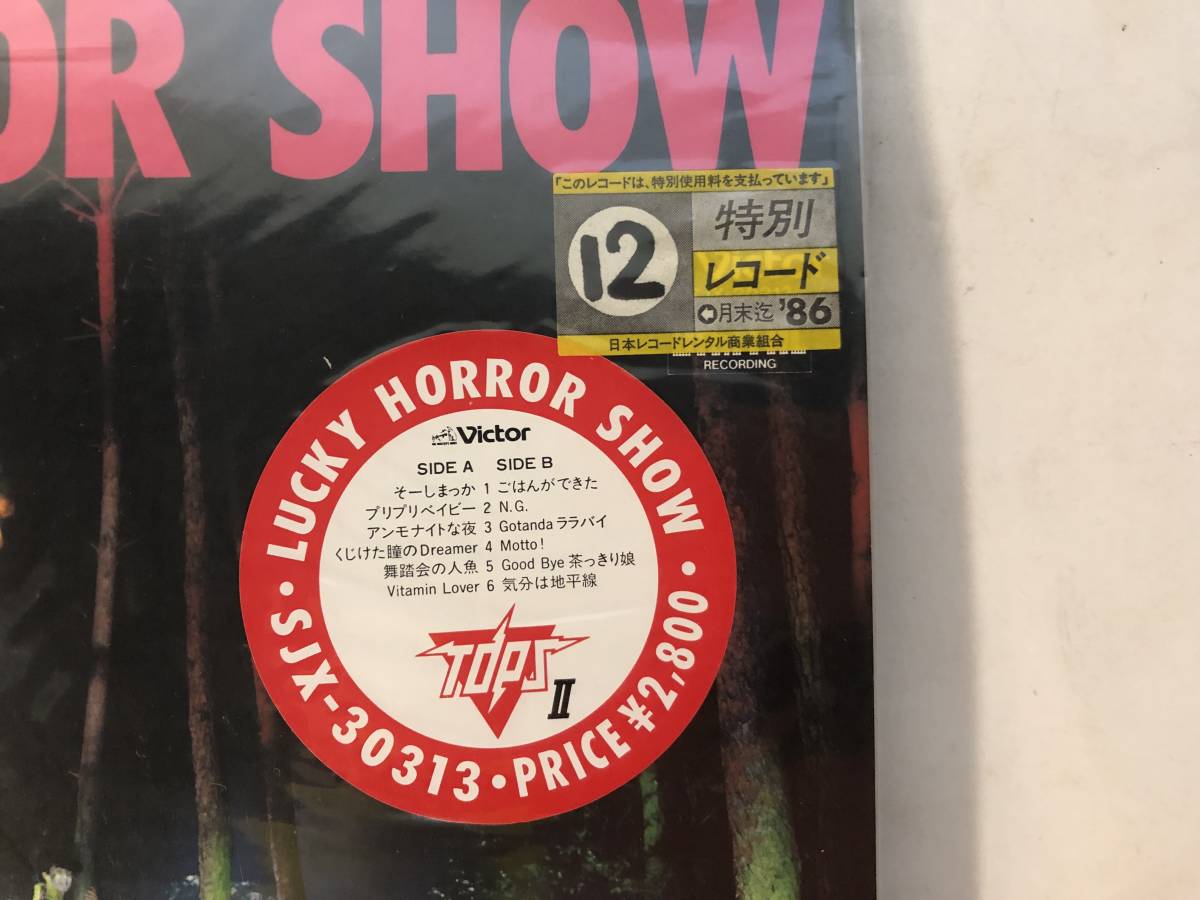 OR SHOW
「このレコードは、特別使用料を支払っています」
12
特別
レコード
月末迄 '86
日本レコードレンタル商業組合
RECORDING
LUCKY HORROR SHOW
Victor
SIDE A SIDE B
そーしまっか 1 ごはんができた
プリプリベイビー 2 N.G.
アンモナイトな夜 3 Gotanda ララバイ
くじけた瞳のDreamer 4 Motto!
舞踏会の人魚 5 Good Bye 茶っきり娘
Vitamin Lover 6 気分は地平線
TOPS II
• SJX-30313 • PRICE ¥2,800 •